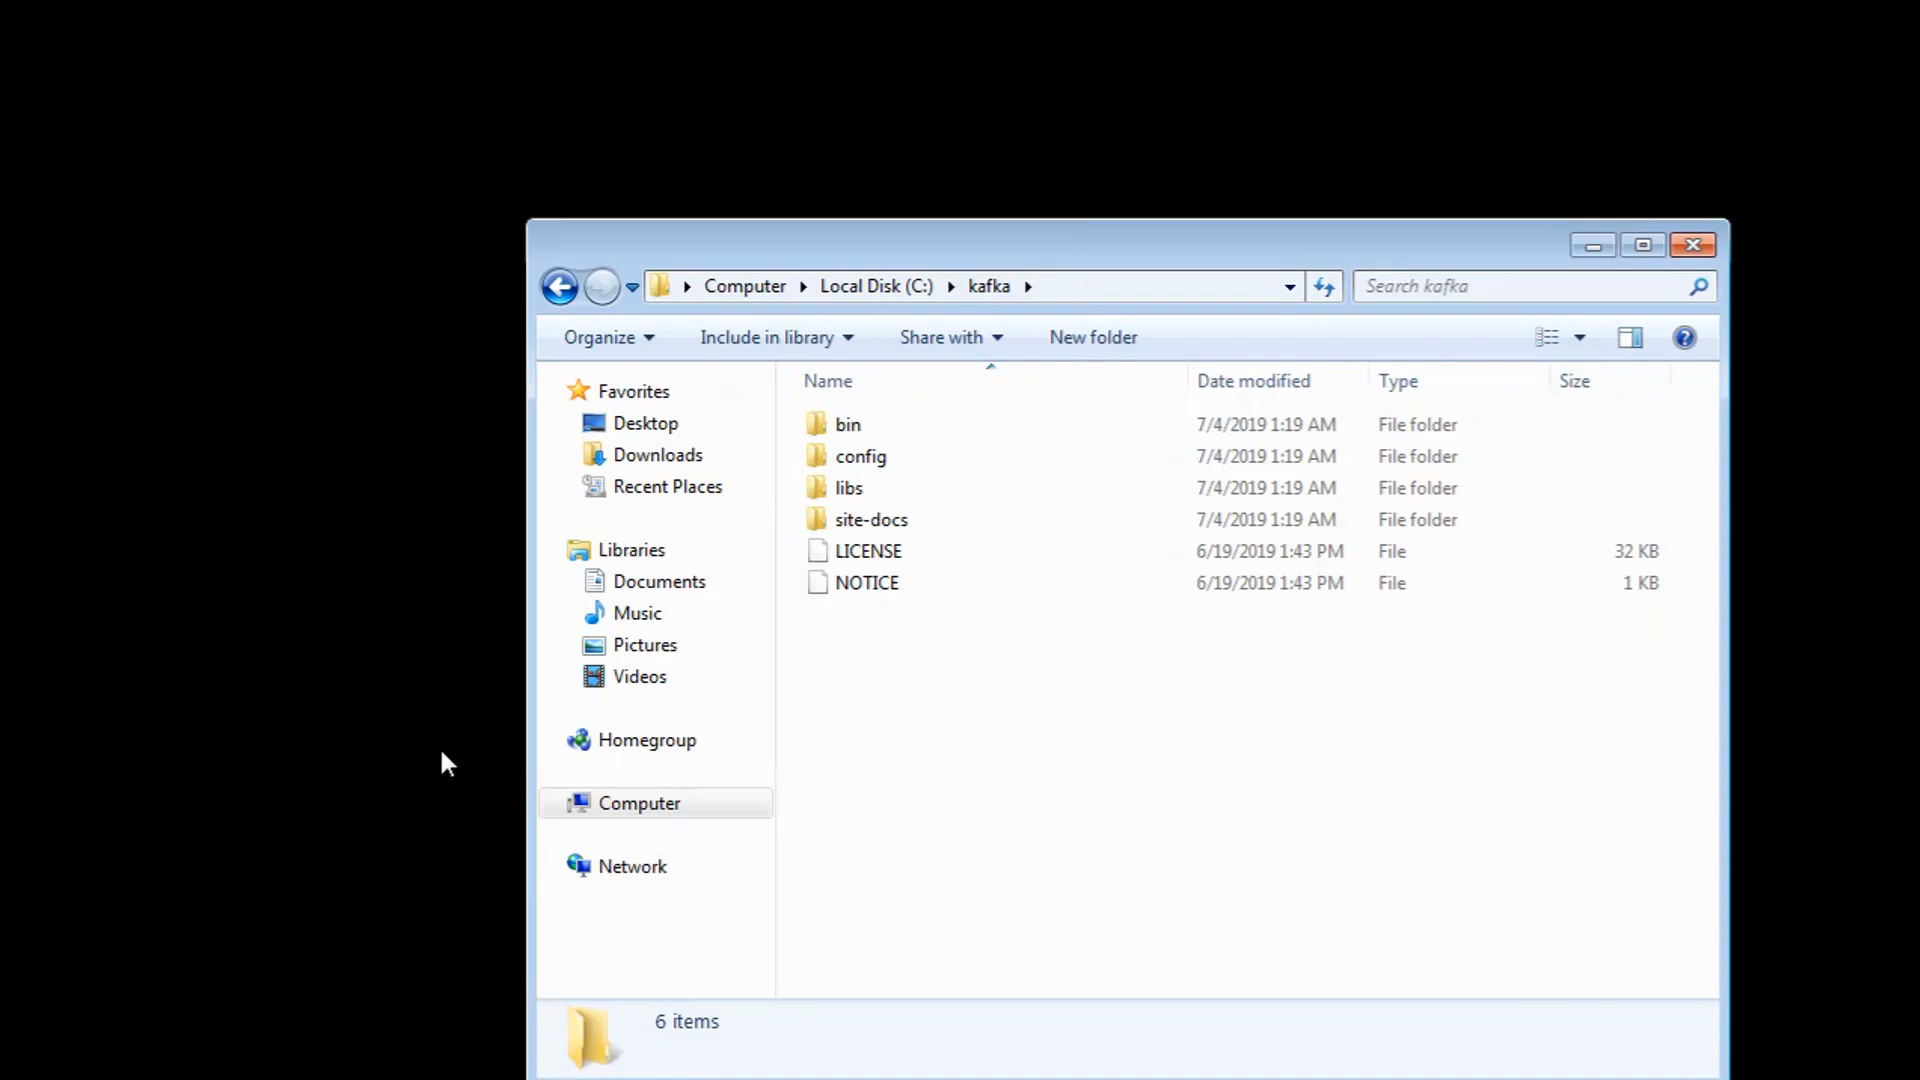 Computer Local Disk (C:) kafka Search kafka
Organize Include in library Share with New folder
Name Date modified Type Size
Favorites
Desktop
Downloads
Recent Places
Libraries
Documents
Music
Pictures
Videos
Homegroup
Computer
Network
bin 7/4/2019 1:19 AM File folder
config 7/4/2019 1:19 AM File folder
libs 7/4/2019 1:19 AM File folder
site-docs 7/4/2019 1:19 AM File folder
LICENSE 6/19/2019 1:43 PM File 32 KB
NOTICE 6/19/2019 1:43 PM File 1 KB
6 items